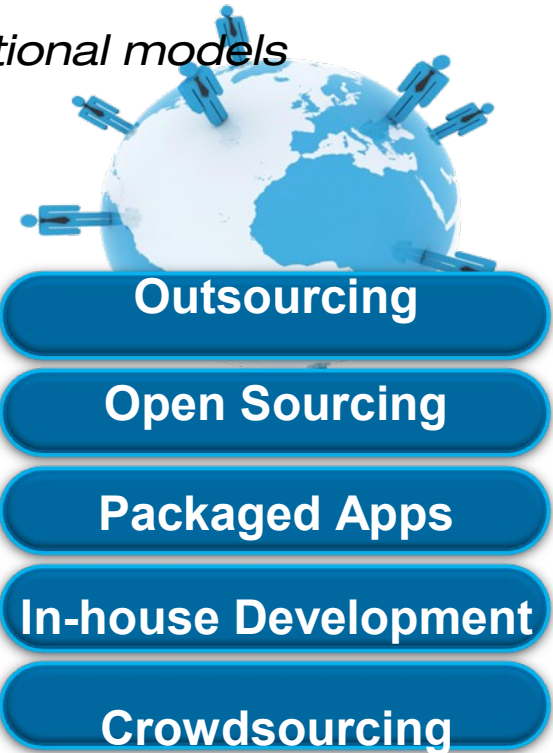 tional models
Outsourcing
Open Sourcing
Packaged Apps
In-house Development
Crowdsourcing